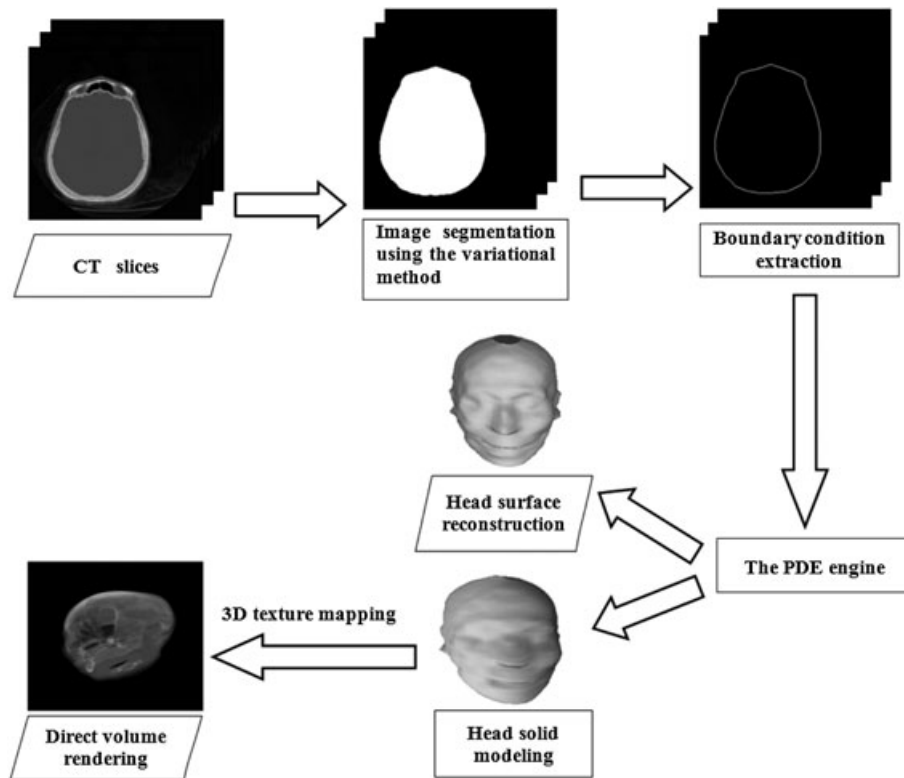 CT slices
Image segmentation
using the variational
method
Boundary condition
extraction
Head surface
reconstruction
The PDE engine
3D texture mapping
Direct volume
rendering
Head solid
modeling